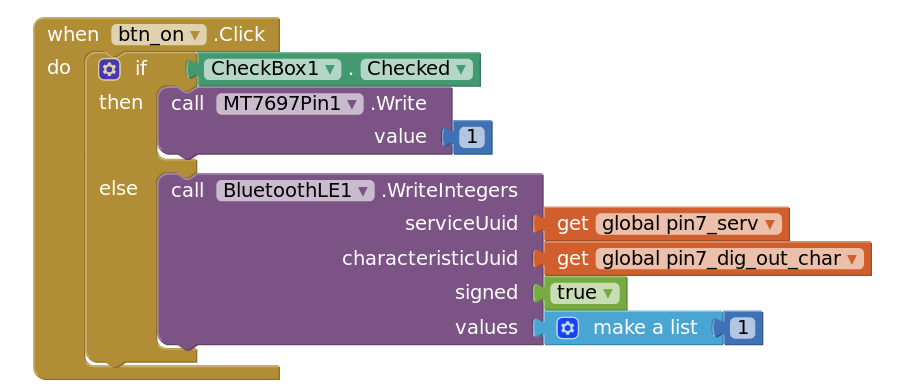 when btn_on .Click
do if CheckBox1 . Checked
then call MT7697Pin1 .Write
value 1
else call BluetoothLE1 .WriteIntegers
serviceUuid get global pin7_serv
characteristicUuid get global pin7_dig_out_char
signed true
values make a list 1